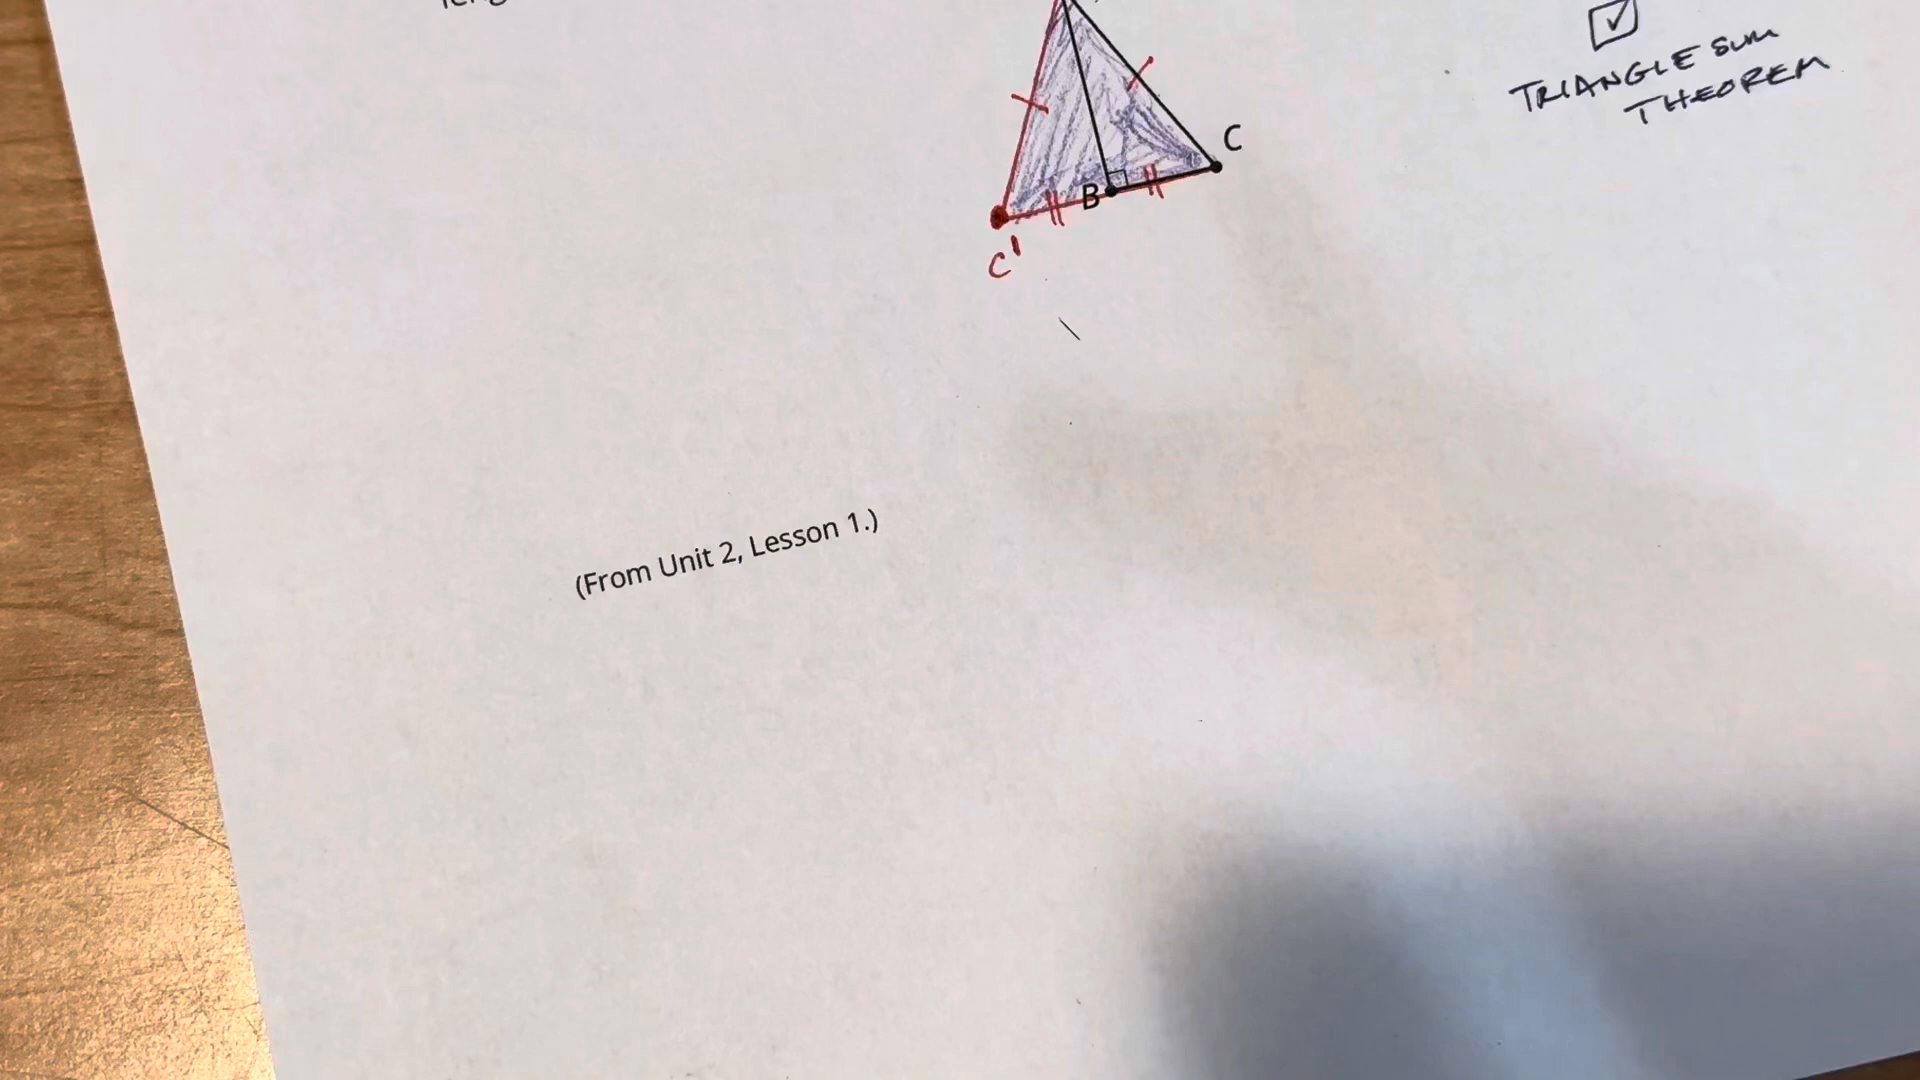 TRIANGLE SUM
THEOREM
C
B
C'
(From Unit 2, Lesson 1.)